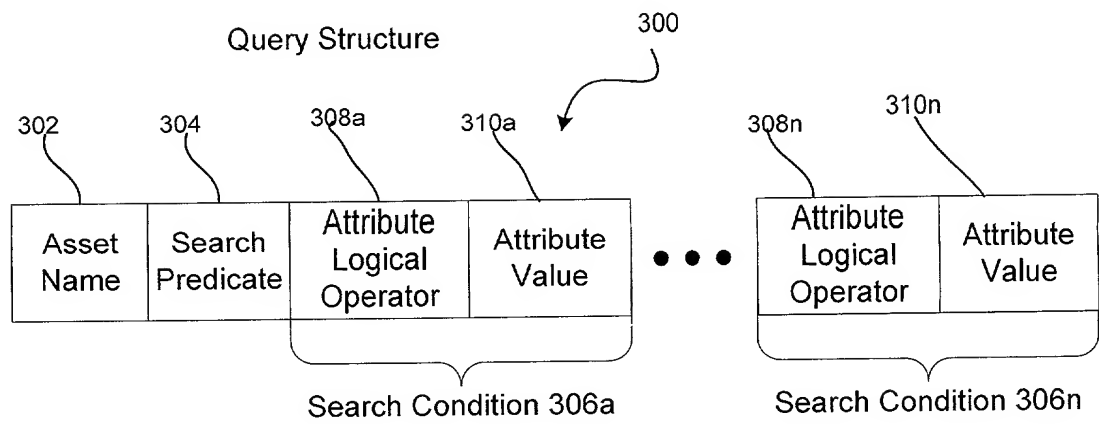 Query Structure
300
302
304
308a
310a
308n
310n
Asset
Name
Search
Predicate
Attribute
Logical
Operator
Attribute
Value
Attribute
Logical
Operator
Attribute
Value
Search Condition 306a
Search Condition 306n